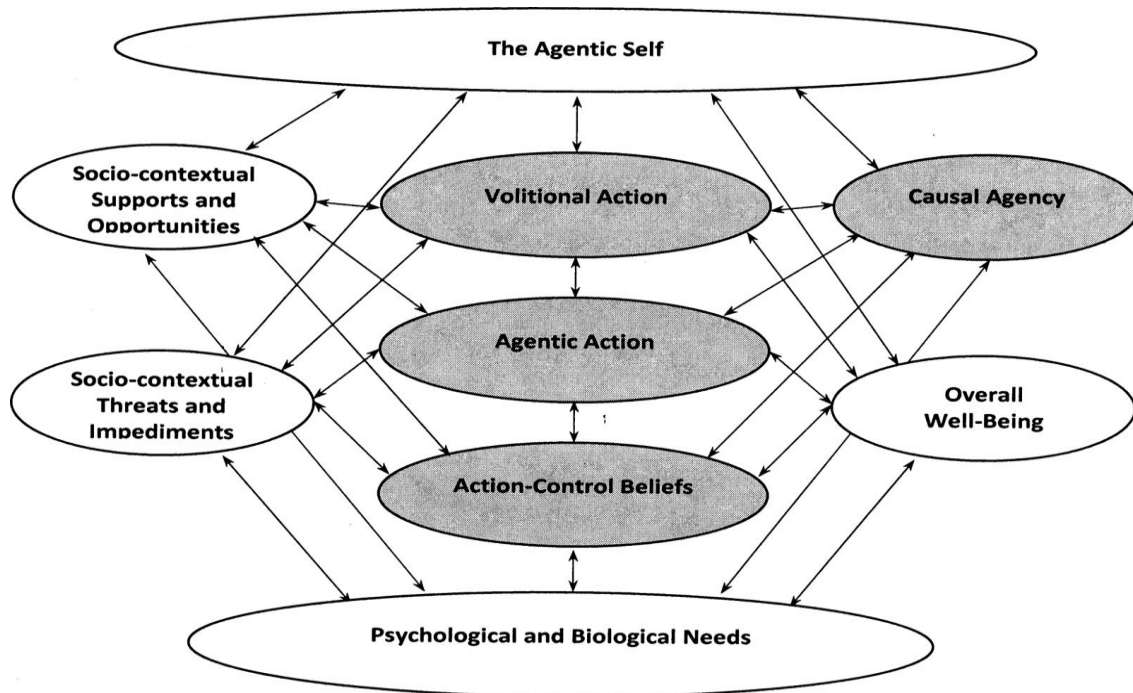 The Agentic Self
Socio-contextual
Supports and
Opportunities
Volitional Action
Causal Agency
Agentic Action
Socio-contextual
Threats and
Impediments
Overall
Well-Being
Action-Control Beliefs
Psychological and Biological Needs